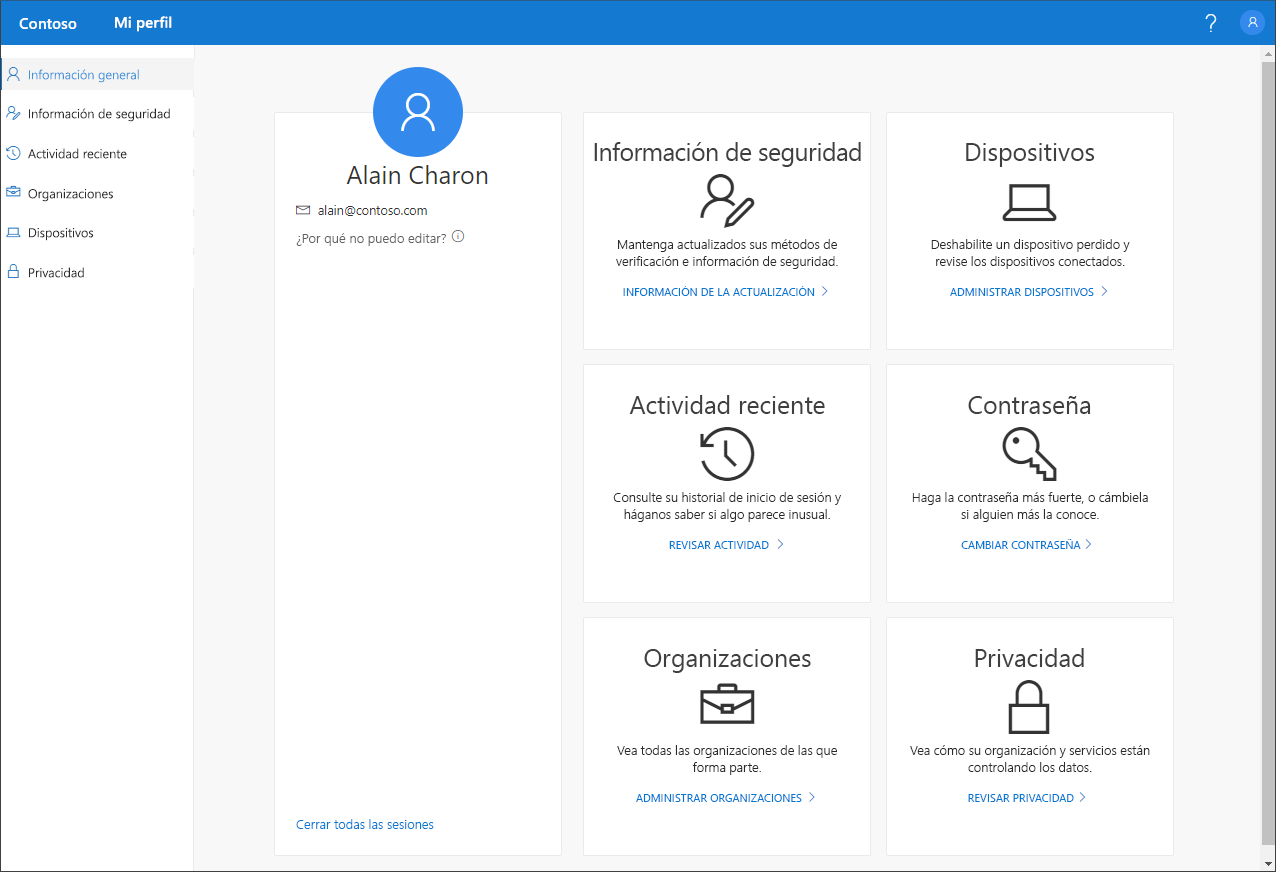 Contoso
Mi perfil
?
Información general
Información de seguridad
Actividad reciente
Organizaciones
Dispositivos
Privacidad
Alain Charon
alain@contoso.com
¿Por qué no puedo editar?
Cerrar todas las sesiones
Información de seguridad
Mantenga actualizados sus métodos de
verificación e información de seguridad.
INFORMACIÓN DE LA ACTUALIZACIÓN
Dispositivos
Deshabilite un dispositivo perdido y
revise los dispositivos conectados.
ADMINISTRAR DISPOSITIVOS
Actividad reciente
Consulte su historial de inicio de sesión y
háganos saber si algo parece inusual.
REVISAR ACTIVIDAD
Contraseña
Haga la contraseña más fuerte, o cámbiela
si alguien más la conoce.
CAMBIAR CONTRASEÑA
Organizaciones
Vea todas las organizaciones de las que
forma parte.
ADMINISTRAR ORGANIZACIONES
Privacidad
Vea cómo su organización y servicios están
controlando los datos.
REVISAR PRIVACIDAD